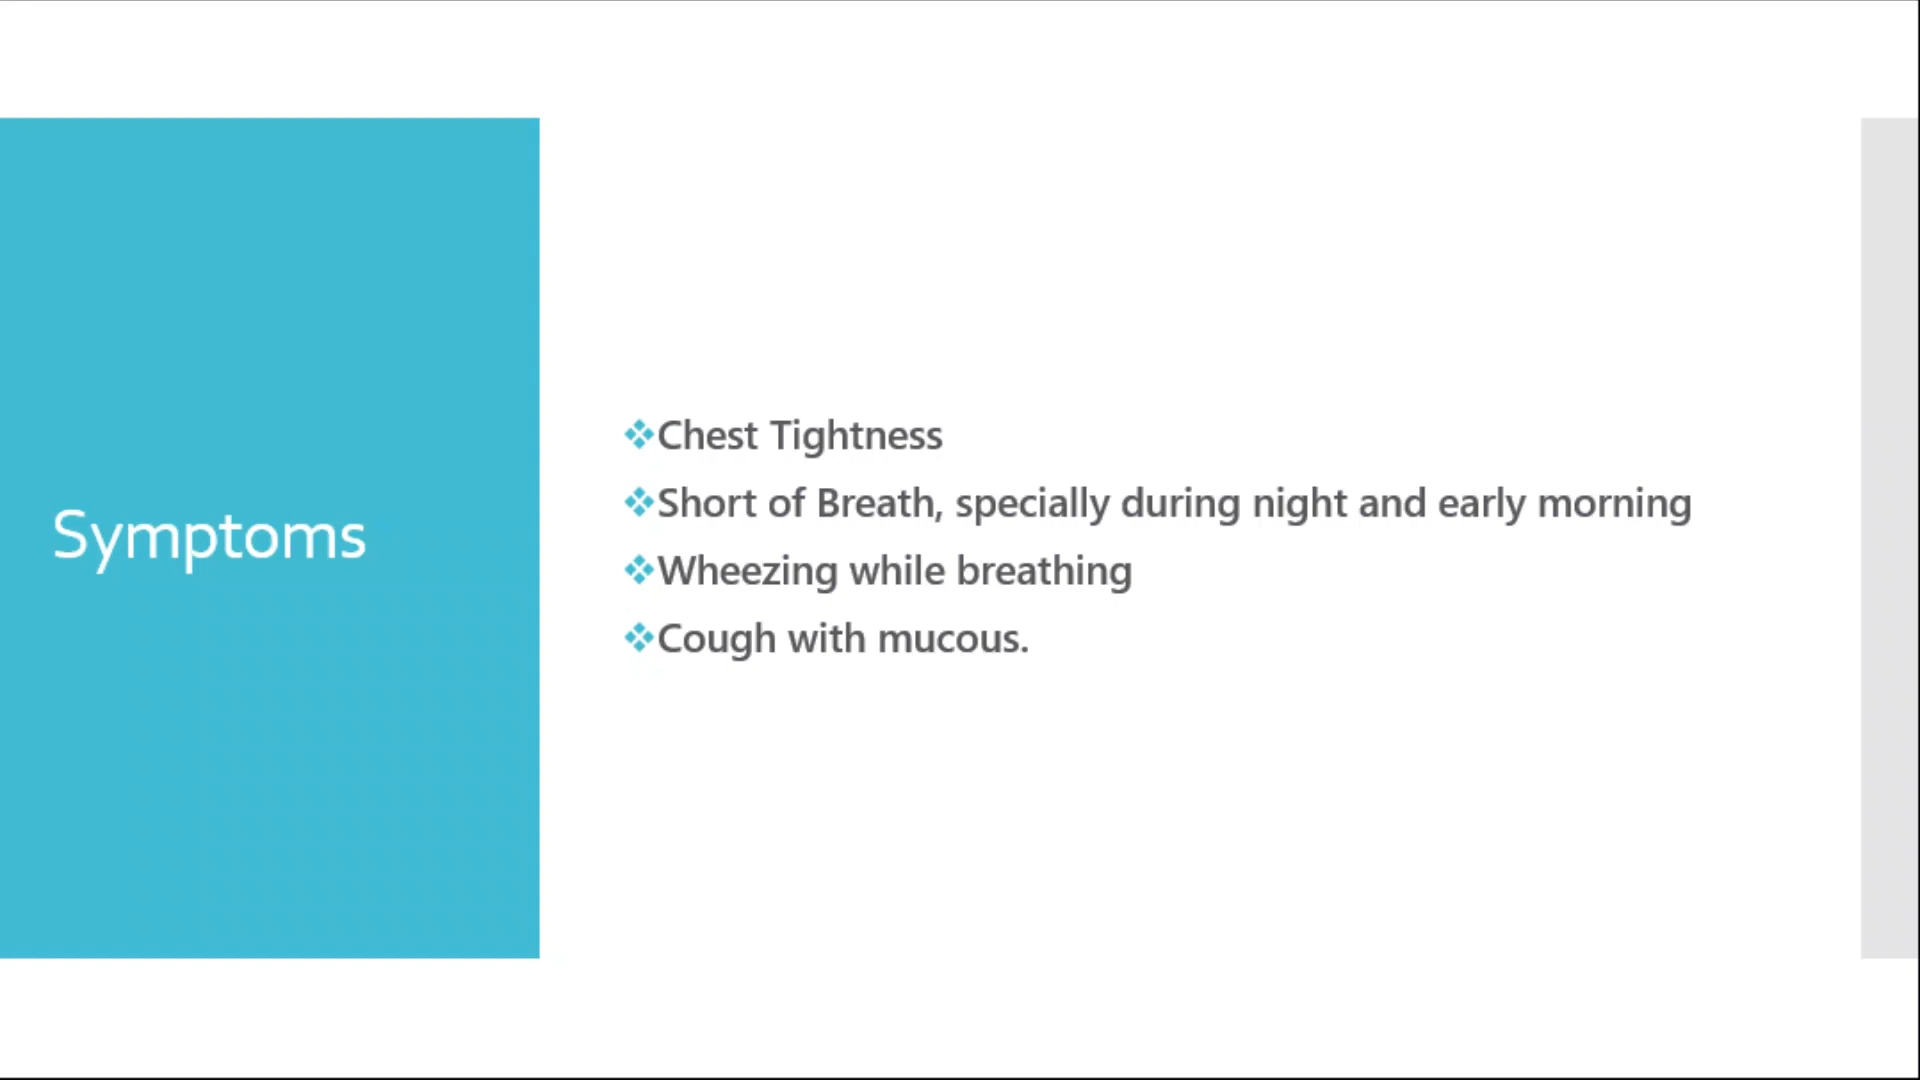 Symptoms
❖Chest Tightness
❖Short of Breath, specially during night and early morning
❖Wheezing while breathing
❖Cough with mucous.